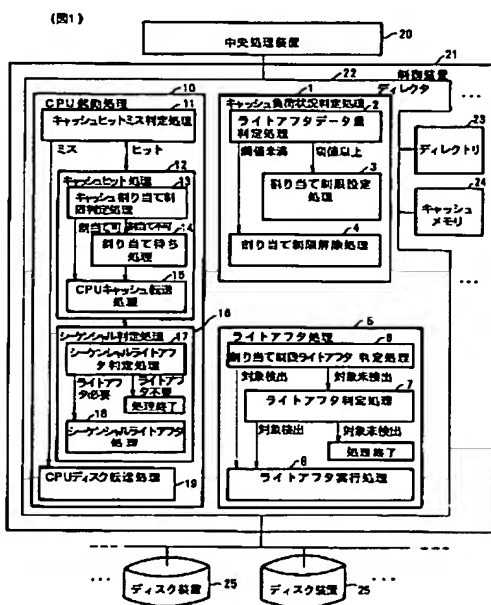 (図1)
中央処理装置
20
21
22
制御装置
ディレクタ
10
CPU起動処理
11
キャッシュヒットミス判定処理
ミス
ヒット
12
キャッシュヒット処理
13
キャッシュ割り当て制限判定処理
割当て可
割当て不可
14
割り当て待ち処理
15
CPUキャッシュ転送処理
16
シーケンシャル判定処理
17
シーケンシャルライトアフタ判定処理
ライトアフタ必要
ライトアフタ不要
処理終了
18
シーケンシャルライトアフタ処理
CPUディスク転送処理
19
1
キャッシュ負荷状況判定処理
2
ライトアフタデータ量判定処理
閾値未満
閾値以上
3
割り当て制限設定処理
4
割り当て制限解除処理
23
ディレクトリ
24
キャッシュメモリ
5
ライトアフタ処理
6
割り当て制限ライトアフタ判定処理
対象検出
対象未検出
7
ライトアフタ判定処理
対象検出
対象未検出
処理終了
8
ライトアフタ実行処理
ディスク装置
25
ディスク装置
25